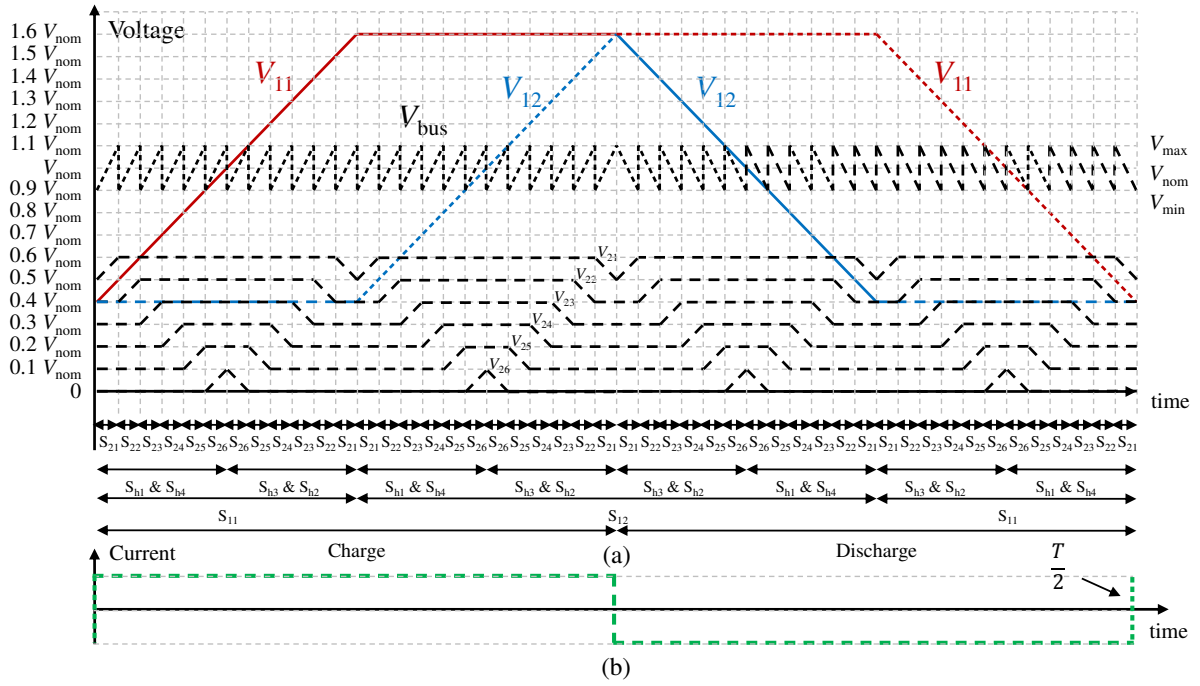 Voltage
1.6 Vnom
1.5 V
Vnom
1.4 Vnom
1.3 Vnom
1.2 Vnom
1.1 Vnom
Vnom
0.9 Vnom
0.8 Vnom
0.7 Vnom
0.6 Vnom
0.5 Vnom
0.4 Vnom
0.3 Vnom
0.2 Vnom
0.1 Vnom
0
V11
V12
V12
V11
Vbus
Vmax
Vnom
Vmin
V21
V22
V23
V24
V25
V26
time
S21 S22 S23 S24 S25 S26 S26 S25 S24 S23 S22 S21 S21 S22 S23 S24 S25 S26 S26 S25 S24 S23 S22 S21 S21 S22 S23 S24 S25 S26 S26 S25 S24 S23 S22 S21 S21 S22 S23 S24 S25 S26 S26 S25 S24 S23 S22 S21
Sh1 & Sh4 Sh3 & Sh2 Sh1 & Sh4 Sh3 & Sh2 Sh3 & Sh2 Sh1 & Sh4 Sh3 & Sh2 Sh1 & Sh4
S11 S12 S11
Charge Discharge
(a)
Current
T/2
time
(b)